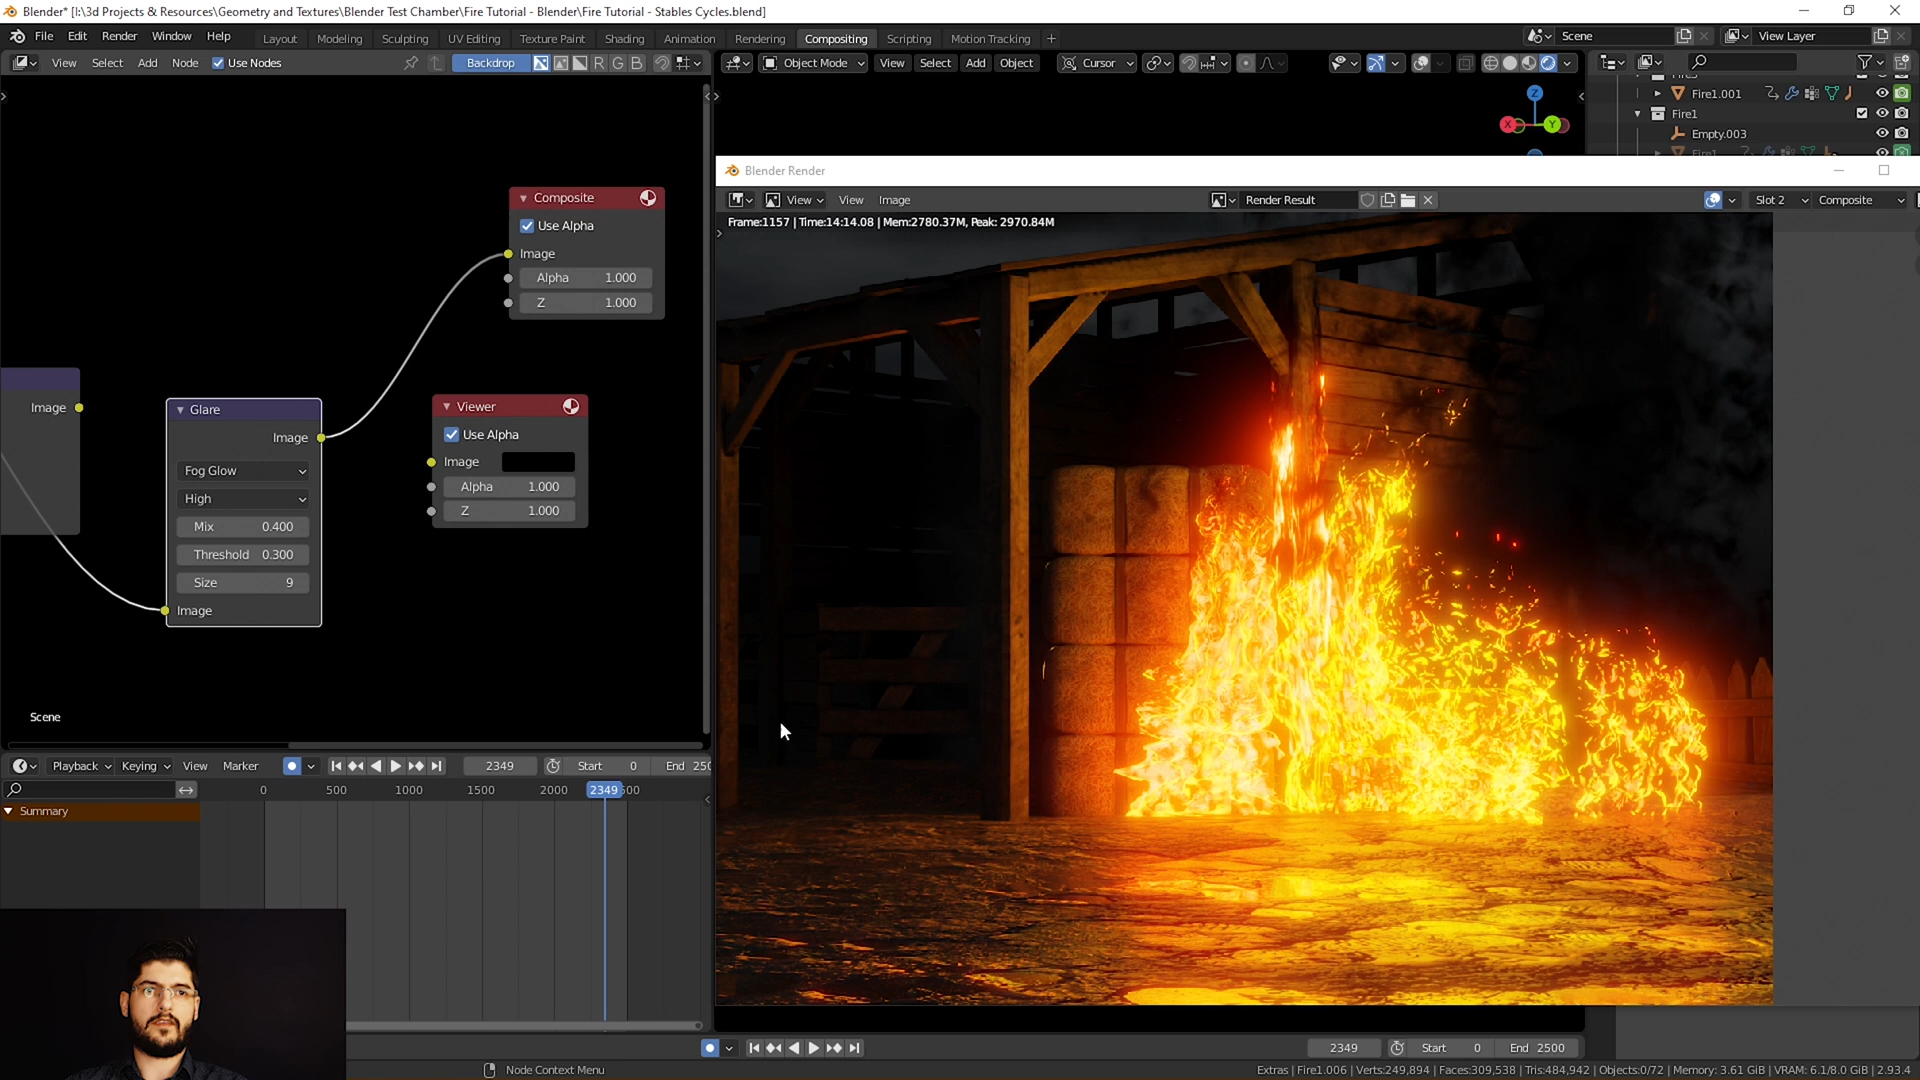 Blender* [I:\3d Projects & Resources\Geometry and Textures\Blender Test Chamber\Fire Tutorial - Blender\Fire Tutorial - Stables Cycles.blend]
File Edit Render Window Help Layout Modeling Sculpting UV Editing Texture Paint Shading Animation Rendering Compositing Scripting Motion Tracking + Scene View Layer
View Select Add Node Use Nodes Backdrop R G B Object Mode View Select Add Object Cursor
Fire1.001
Z
Fire1
X Y
Empty.003
Blender Render
Composite
View View Image Render Result Slot 2 Composite
Use Alpha
Frame:1157 | Time:14:14.08 | Mem:2780.37M, Peak: 2970.84M
Image
Alpha 1.000
Z 1.000
Image
Glare
Image
Fog Glow
High
Mix 0.400
Threshold 0.300
Size 9
Image
Viewer
Use Alpha
Image
Alpha 1.000
Z 1.000
Scene
Playback Keying View Marker 2349 Start 0 End 250
0 500 1000 1500 2000 2349
Summary
2349 Start 0 End 2500
Node Context Menu
Extras | Fire1.006 | Verts:249,894 | Faces:309,538 | Tris:484,942 | Objects:0/72 | Memory: 3.61 GiB | VRAM: 6.1/8.0 GiB | 2.93.4